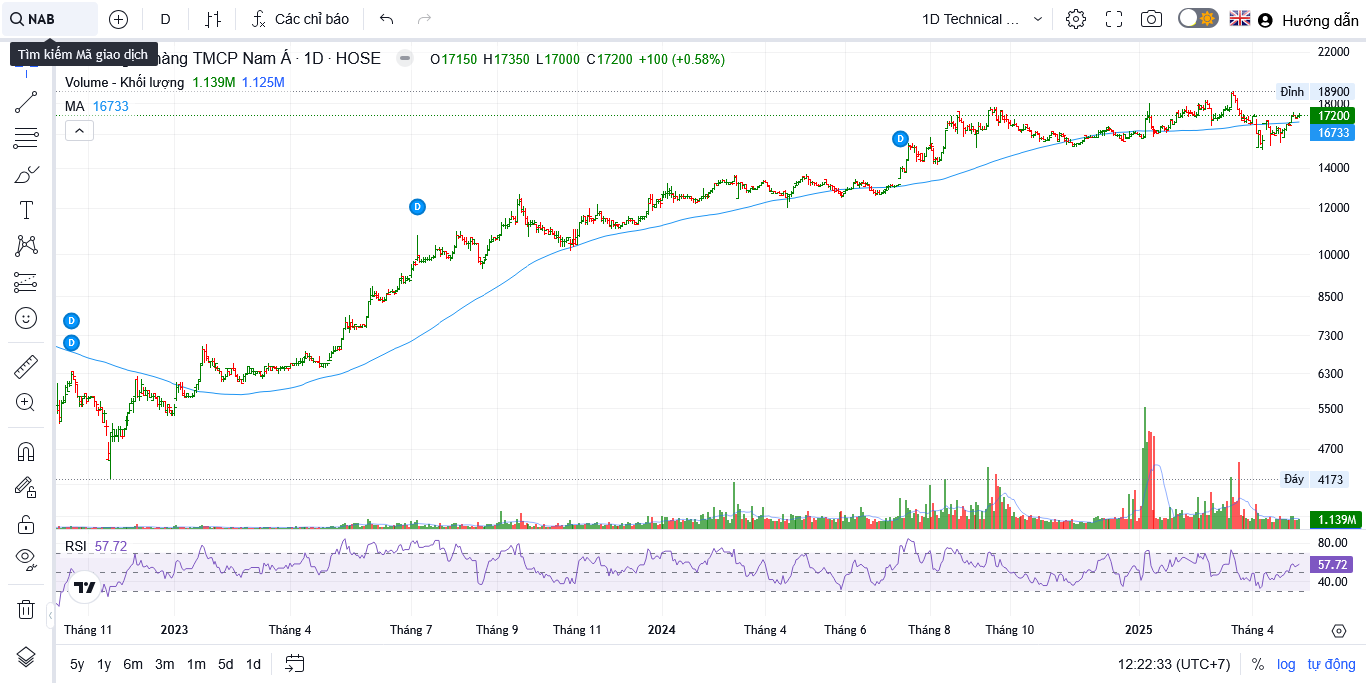 NAB
D
Các chỉ báo
1D Technical ...
Hướng dẫn
Tìm kiếm Mã giao dịch
hàng TMCP Nam Á · 1D · HOSE
O17150 H17350 L17000 C17200 +100 (+0.58%)
Volume - Khối lượng 1.139M 1.125M
MA 16733
22000
Đỉnh 18900
18000
17200
16733
14000
12000
10000
8500
7300
6300
5500
4700
Đáy 4173
1.139M
D
D
D
D
RSI 57.72
80.00
57.72
40.00
Tháng 11 2023 Tháng 4 Tháng 7 Tháng 9 Tháng 11 2024 Tháng 4 Tháng 6 Tháng 8 Tháng 10 2025 Tháng 4
5y 1y 6m 3m 1m 5d 1d
12:22:33 (UTC+7) % log tự động